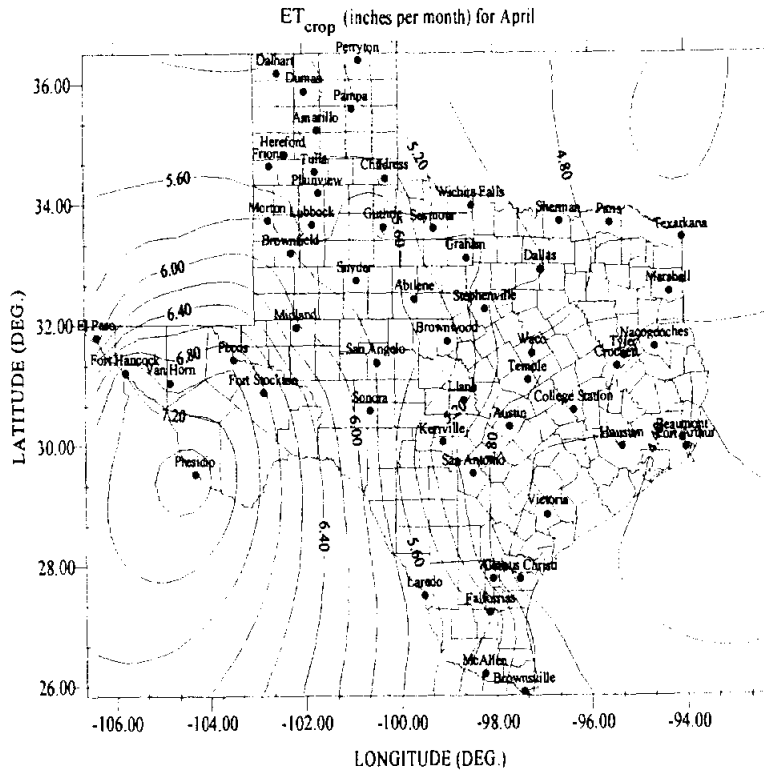 ETcrop (inches per month) for April
Perryton
Dalhart
Dumas
36.00
Pampa
Amarillo
5.20
4.80
Hereford
Friona
Tulia
Childress
5.60
Plainview
Wichita Falls
34.00
Morton
Lubbock
Guthrie
Seymour
Sherman
Paris
Texarkana
5.60
Brownfield
Graham
Dallas
6.00
Snyder
Marshall
Abilene
Stephenville
6.40
Midland
32.00
El Paso
Brownwood
Waco
Nacogdoches
Tyler
Crockett
6.80
Pecos
San Angelo
Fort Hancock
Van Horn
Temple
Fort Stockton
Llano
College Station
Sonora
7.20
Austin
6.00
Kerrville
Beaumont
Port Arthur
30.00
Houston
Presidio
San Antonio
Victoria
6.40
5.60
28.00
Corpus Christi
Laredo
Falfurrias
McAllen
26.00
Brownsville
-106.00
-104.00
-102.00
-100.00
-98.00
-96.00
-94.00
LONGITUDE (DEG.)
LATITUDE (DEG.)